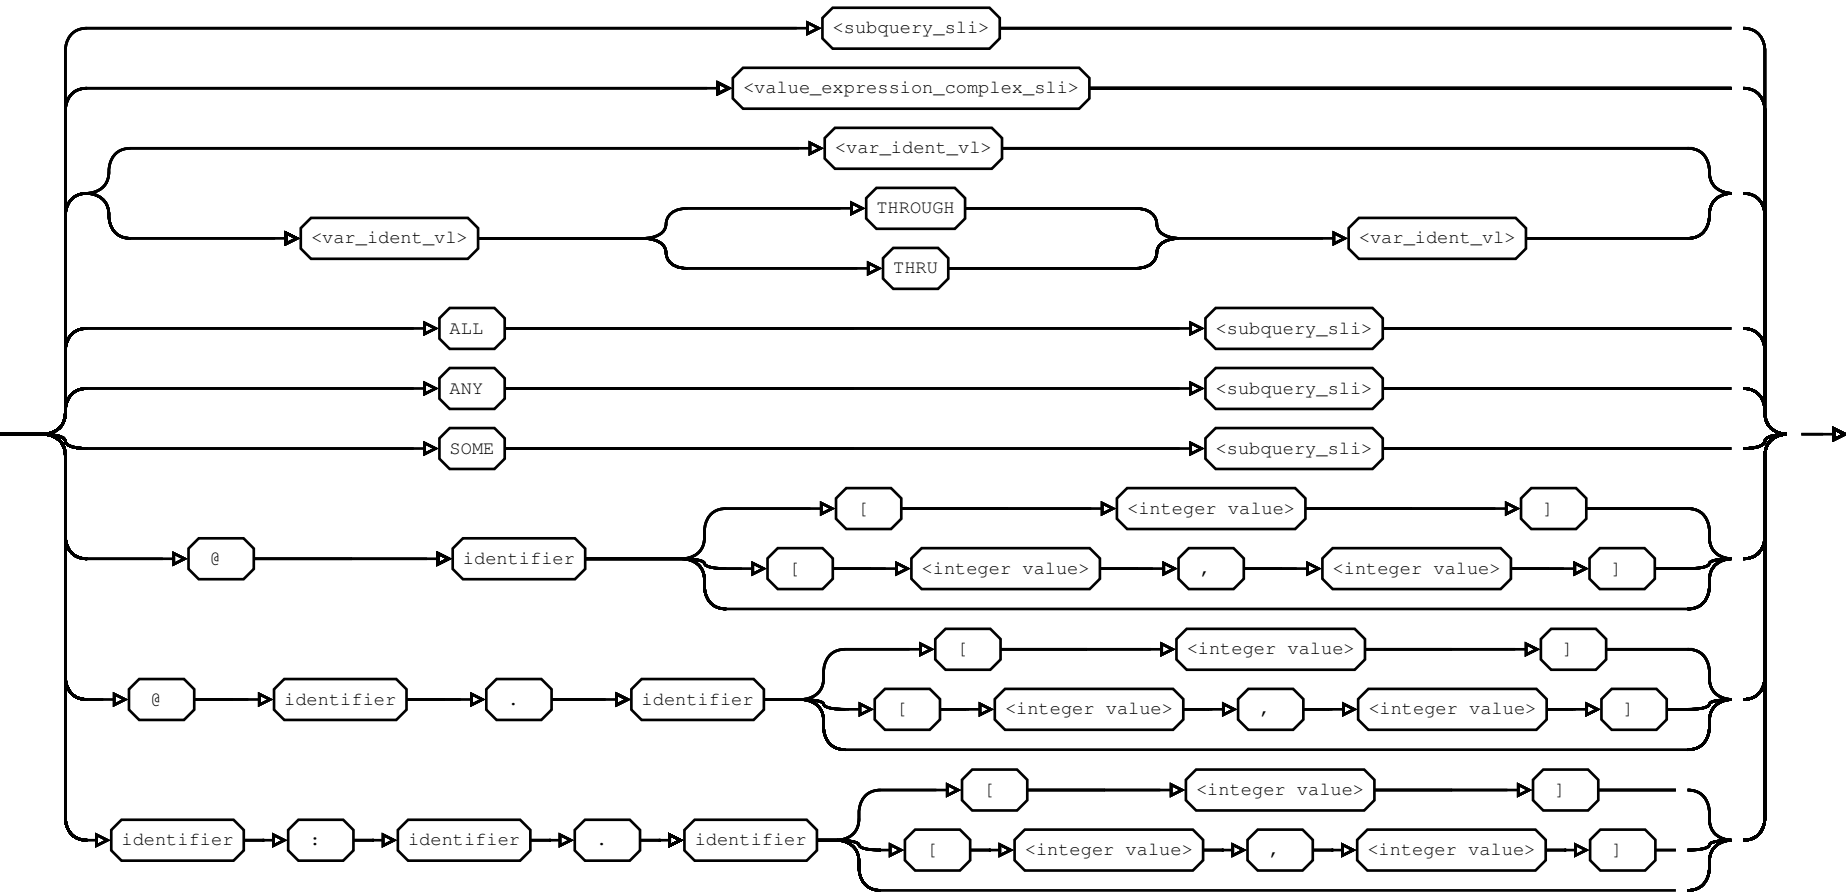 <subquery_sli>
<value_expression_complex_sli>
<var_ident_vl>
THROUGH
<var_ident_vl> <var_ident_vl>
THRU
ALL <subquery_sli>
ANY <subquery_sli>
SOME <subquery_sli>
[ <integer value> ]
@ identifier
[ <integer value> , <integer value> ]
[ <integer value> ]
@ identifier . identifier
[ <integer value> , <integer value> ]
[ <integer value> ]
identifier : identifier . identifier
[ <integer value> , <integer value> ]